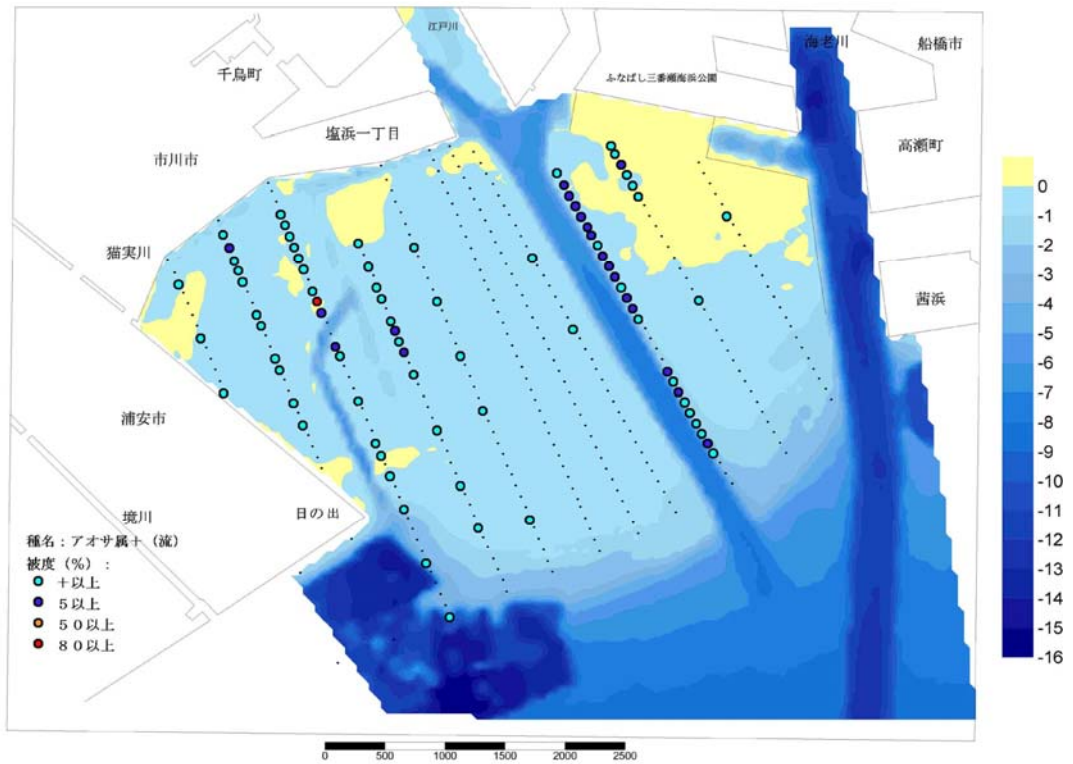 江戸川
海老川
船橋市
千鳥町
ふなばし三番瀬海浜公園
塩浜一丁目
高瀬町
市川市
猫実川
茜浜
浦安市
境川
日の出
種名：アオサ属＋（流）
被度（％）：
＋以上
５以上
５０以上
８０以上
0
-1
-2
-3
-4
-5
-6
-7
-8
-9
-10
-11
-12
-13
-14
-15
-16
0 500 1000 1500 2000 2500